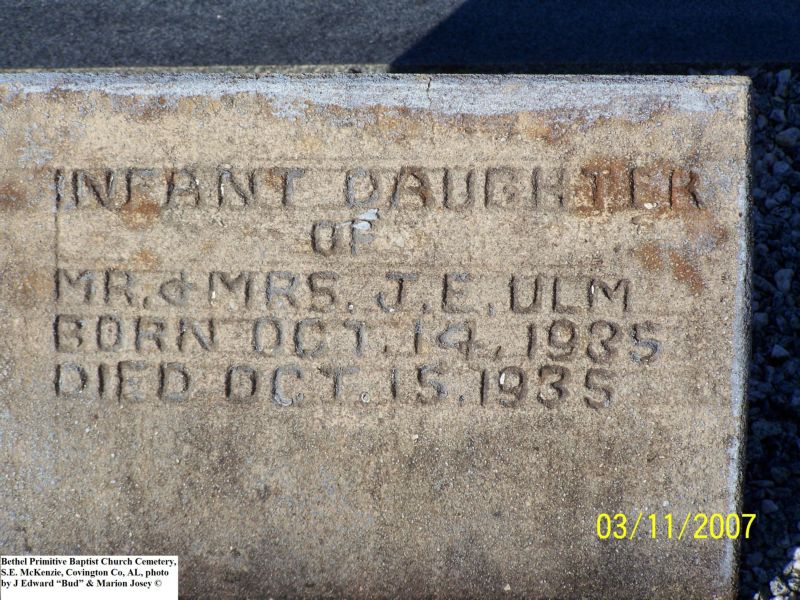 INFANT DAUGHTER
OF
MR. & MRS. J. E. ULM
BORN OCT. 14, 1935
DIED OCT. 15, 1935
03/11/2007
Bethel Primitive Baptist Church Cemetery,
S.E. McKenzie, Covington Co, AL, photo
by J Edward “Bud” & Marion Josey ©